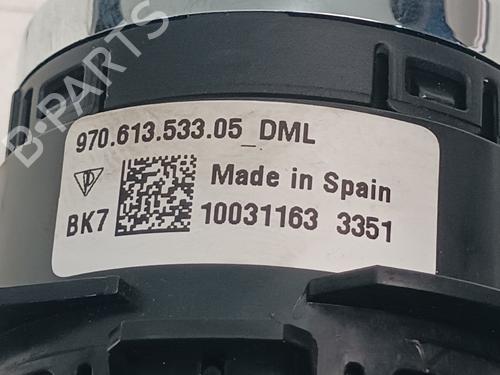 B-PARTS
970.613.533.05_DML
Made in Spain
BK7
10031163 3351